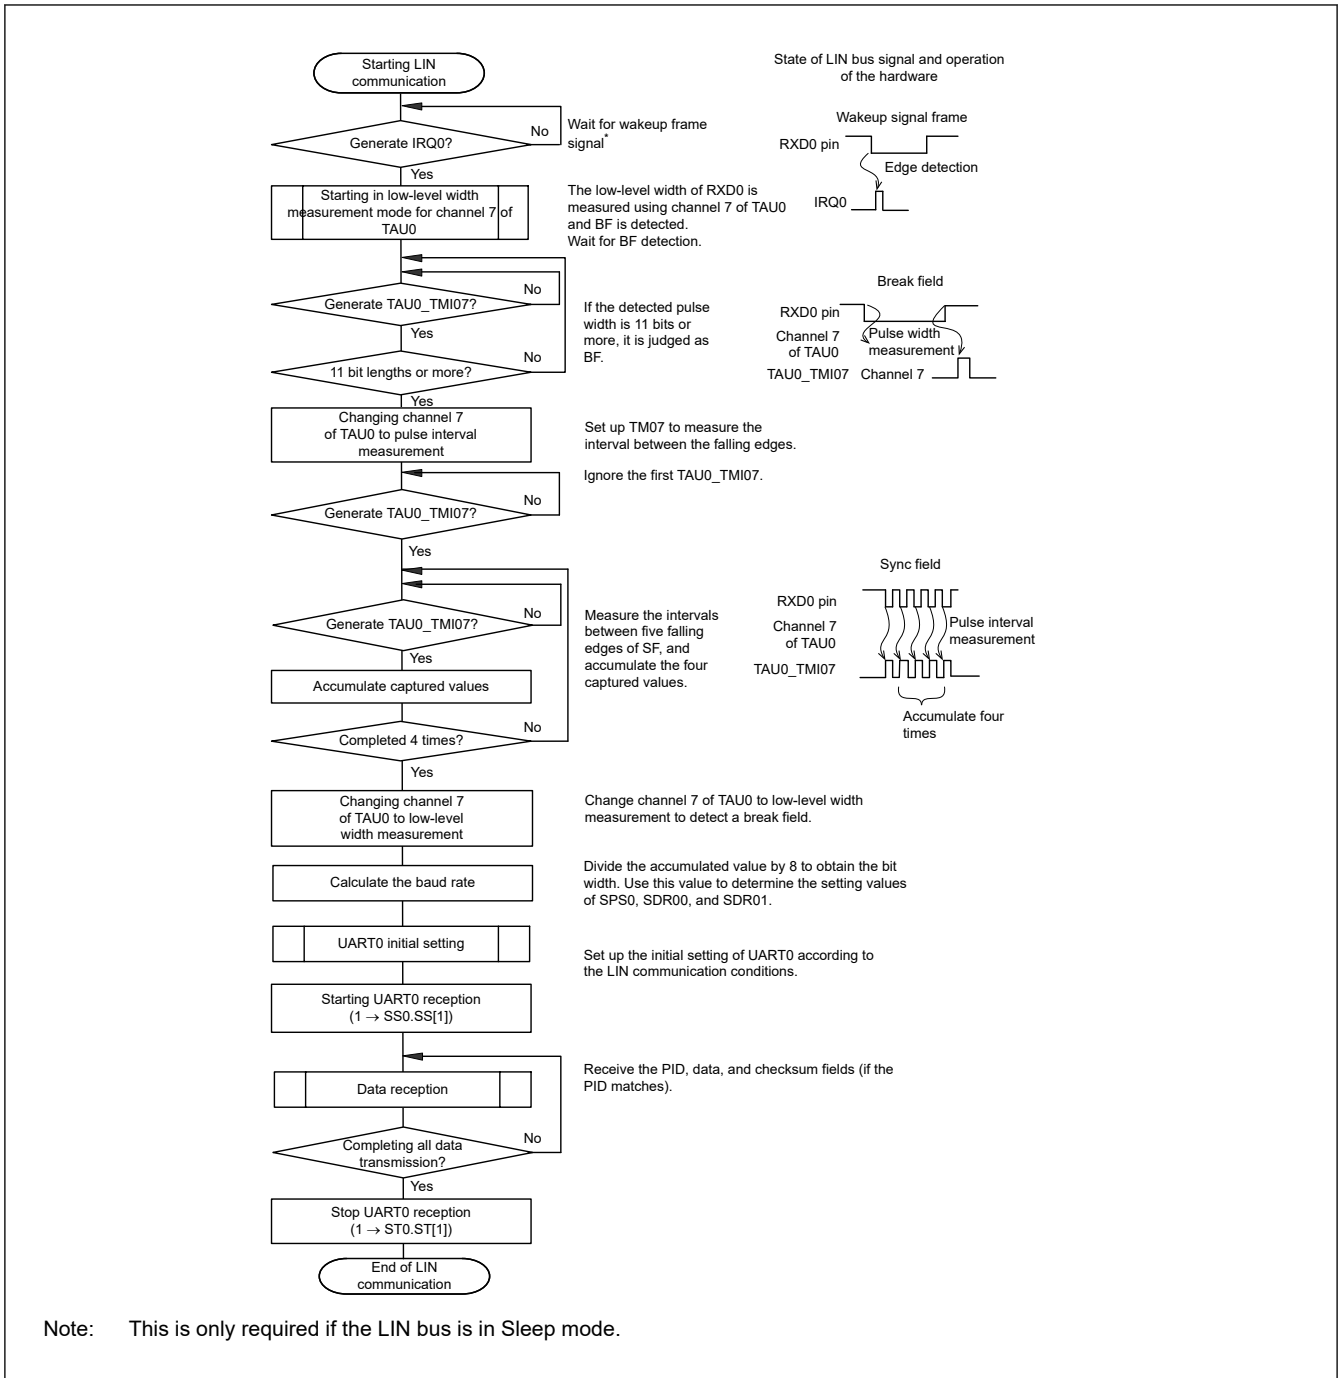 Starting LIN
communication
State of LIN bus signal and operation
of the hardware
Generate IRQ0?
No
Yes
Wait for wakeup frame
signal*
Wakeup signal frame
RXD0 pin
Edge detection
IRQ0
Starting in low-level width
measurement mode for channel 7 of
TAU0
The low-level width of RXD0 is
measured using channel 7 of TAU0
and BF is detected.
Wait for BF detection.
Generate TAU0_TMI07?
No
Yes
11 bit lengths or more?
No
Yes
If the detected pulse
width is 11 bits or
more, it is judged as
BF.
Break field
RXD0 pin
Channel 7
of TAU0
Pulse width
measurement
TAU0_TMI07
Channel 7
Changing channel 7
of TAU0 to pulse interval
measurement
Set up TM07 to measure the
interval between the falling edges.
Ignore the first TAU0_TMI07.
Generate TAU0_TMI07?
No
Yes
Generate TAU0_TMI07?
No
Yes
Accumulate captured values
Completed 4 times?
No
Yes
Measure the intervals
between five falling
edges of SF, and
accumulate the four
captured values.
Sync field
RXD0 pin
Channel 7
of TAU0
Pulse interval
measurement
TAU0_TMI07
Accumulate four
times
Changing channel 7
of TAU0 to low-level
width measurement
Change channel 7 of TAU0 to low-level width
measurement to detect a break field.
Calculate the baud rate
Divide the accumulated value by 8 to obtain the bit
width. Use this value to determine the setting values
of SPS0, SDR00, and SDR01.
UART0 initial setting
Set up the initial setting of UART0 according to
the LIN communication conditions.
Starting UART0 reception
(1 → SS0.SS[1])
Data reception
Receive the PID, data, and checksum fields (if the
PID matches).
Completing all data
transmission?
No
Yes
Stop UART0 reception
(1 → ST0.ST[1])
End of LIN
communication
Note: This is only required if the LIN bus is in Sleep mode.